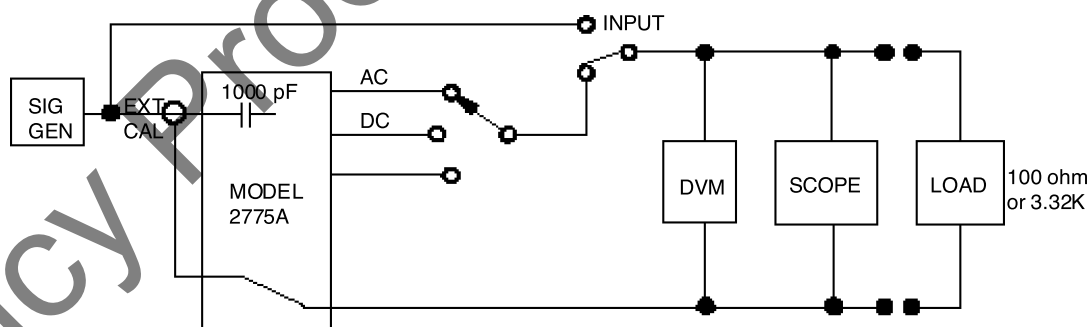 INPUT
SIG
GEN
EXT
CAL
1000 pF
AC
DC
MODEL
2775A
DVM
SCOPE
LOAD
100 ohm
or 3.32K